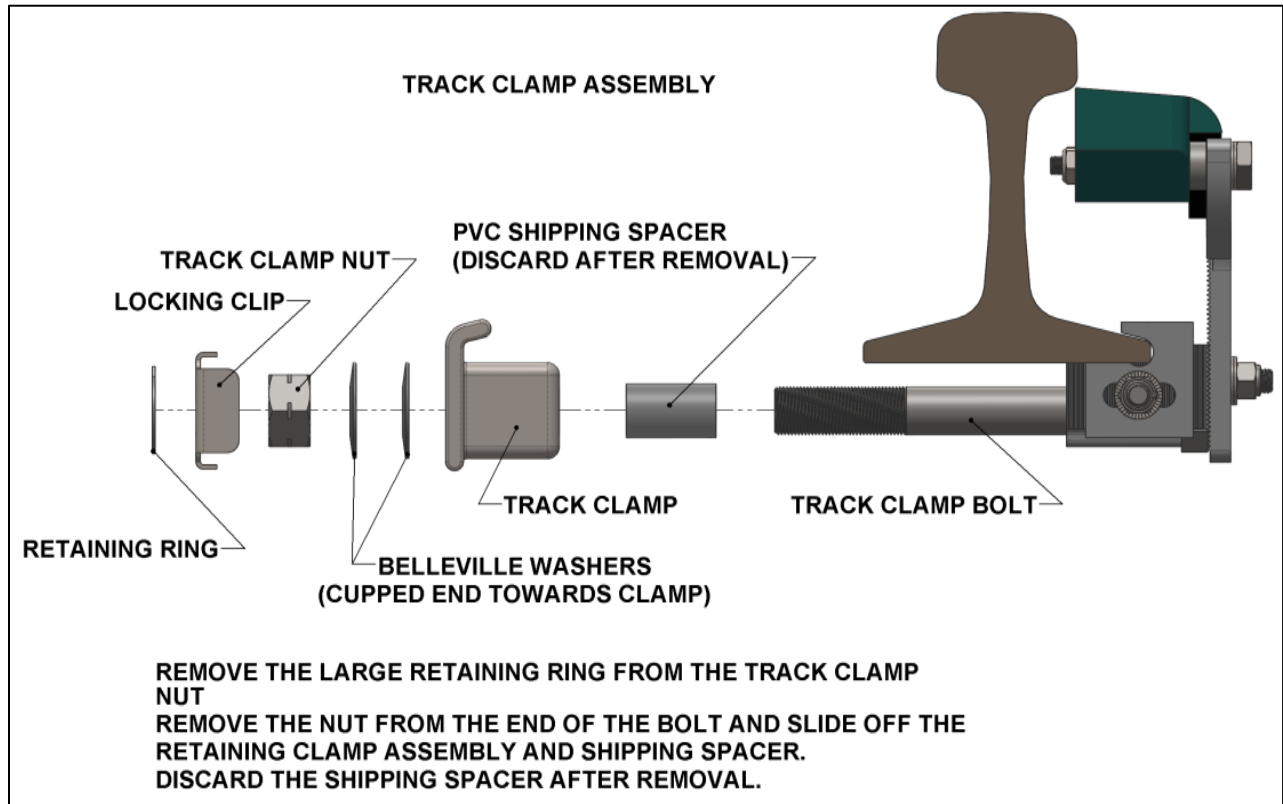 TRACK CLAMP ASSEMBLY
PVC SHIPPING SPACER
(DISCARD AFTER REMOVAL)
TRACK CLAMP NUT
LOCKING CLIP
TRACK CLAMP
TRACK CLAMP BOLT
RETAINING RING
BELLEVILLE WASHERS
(CUPPED END TOWARDS CLAMP)
REMOVE THE LARGE RETAINING RING FROM THE TRACK CLAMP
NUT
REMOVE THE NUT FROM THE END OF THE BOLT AND SLIDE OFF THE
RETAINING CLAMP ASSEMBLY AND SHIPPING SPACER.
DISCARD THE SHIPPING SPACER AFTER REMOVAL.